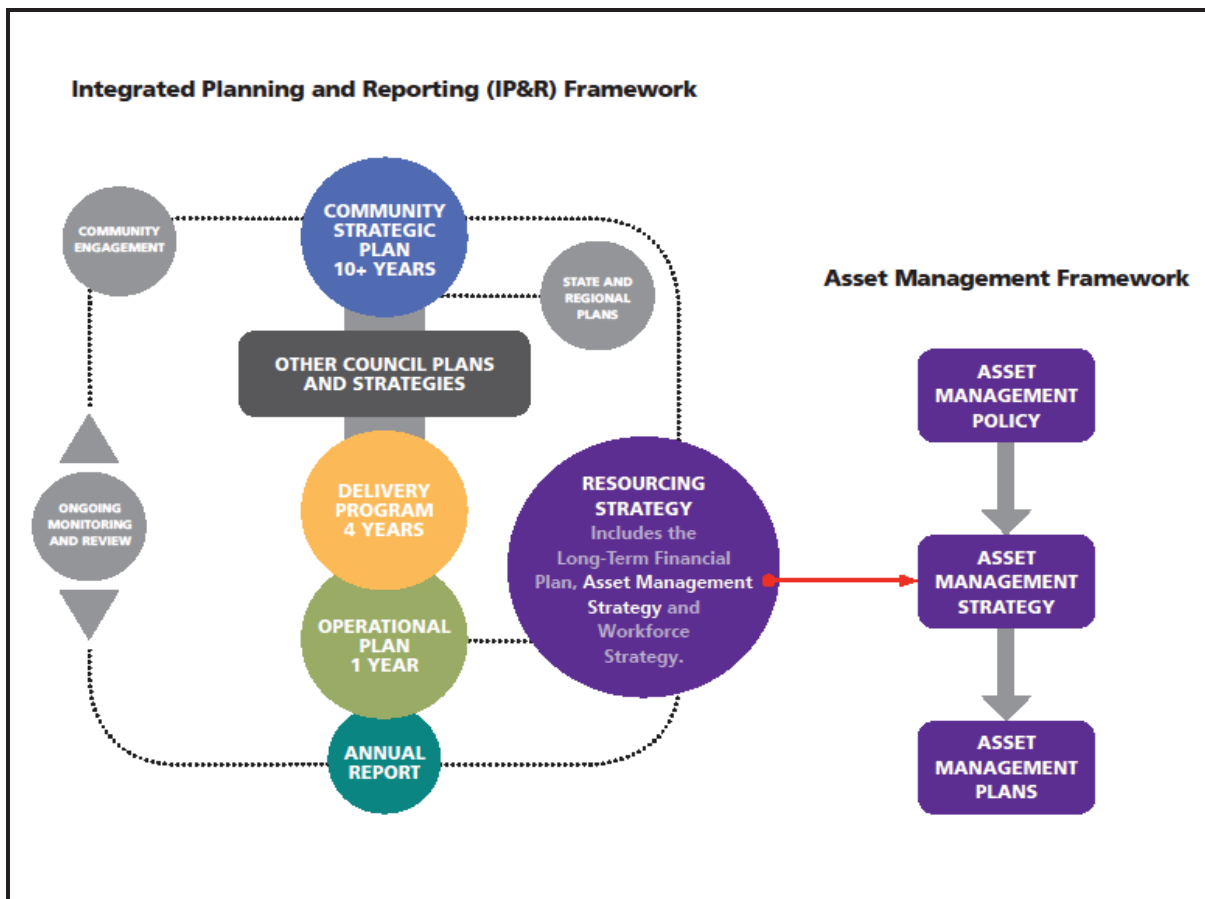 Integrated Planning and Reporting (IP&R) Framework
COMMUNITY
ENGAGEMENT
COMMUNITY
STRATEGIC
PLAN
10+ YEARS
STATE AND
REGIONAL
PLANS
OTHER COUNCIL PLANS
AND STRATEGIES
DELIVERY
PROGRAM
4 YEARS
ONGOING
MONITORING
AND REVIEW
OPERATIONAL
PLAN
1 YEAR
ANNUAL
REPORT
RESOURCING
STRATEGY
Includes the
Long-Term Financial
Plan, Asset Management
Strategy and
Workforce
Strategy.
Asset Management Framework
ASSET
MANAGEMENT
POLICY
ASSET
MANAGEMENT
STRATEGY
ASSET
MANAGEMENT
PLANS